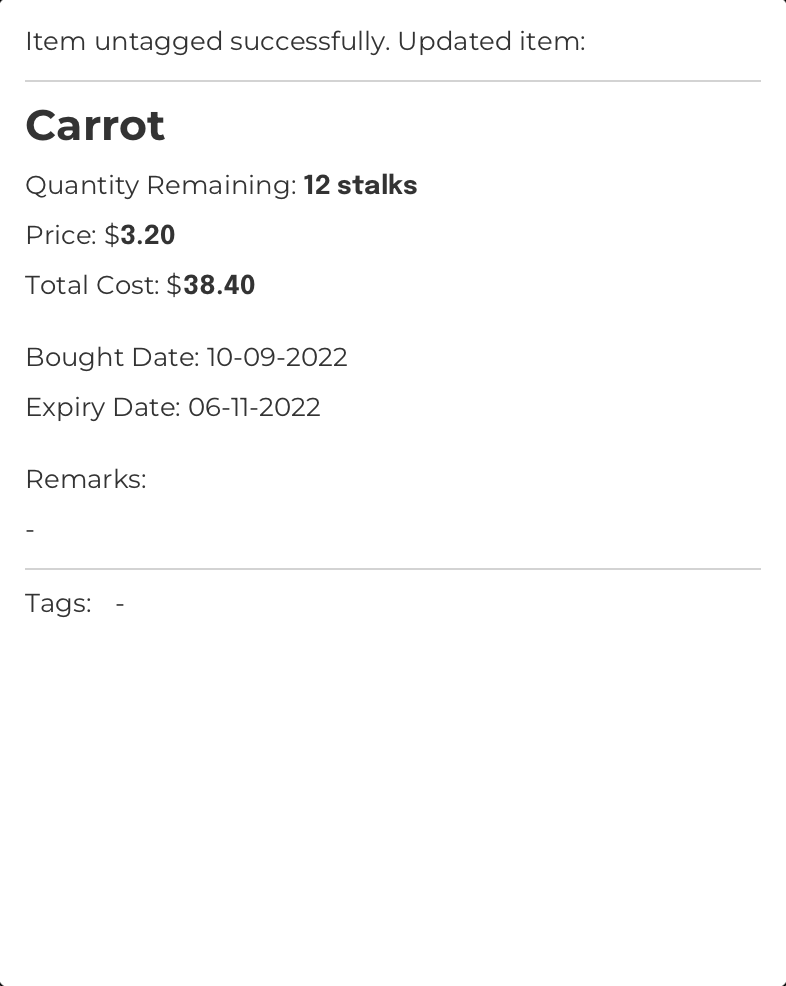 Item untagged successfully. Updated item:
Carrot
Quantity Remaining: 12 stalks
Price: $3.20
Total Cost: $38.40
Bought Date: 10-09-2022
Expiry Date: 06-11-2022
Remarks:
-
Tags: -